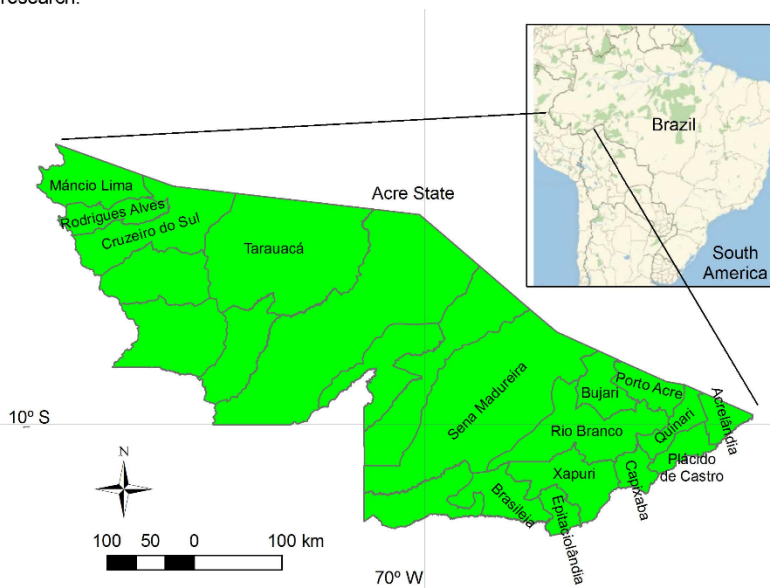 research.
Brazil
South
America
Acre State
Máncio Lima
Rodrigues Alves
Cruzeiro do Sul
Tarauacá
Sena Madureira
Bujari
Porto Acre
Acrelândia
Quinari
Rio Branco
Plácido
de Castro
Xapuri
Capixaba
Brasileia
Epitaciolândia
10º S
N
100 50 0 100 km
70º W